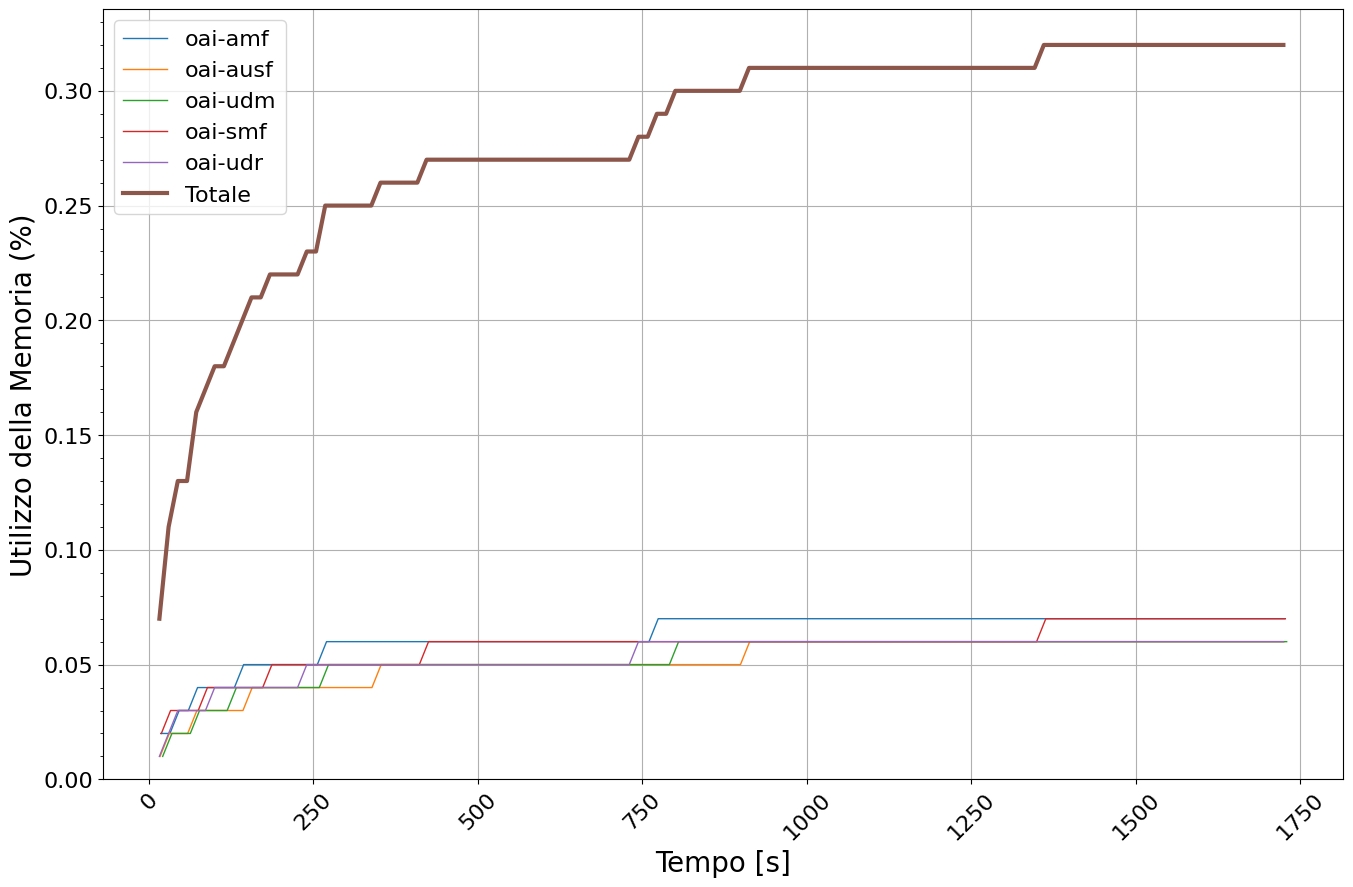 oai-amf
oai-ausf
oai-udm
oai-smf
oai-udr
Totale
Utilizzo della Memoria (%)
0.30
0.25
0.20
0.15
0.10
0.05
0.00
0
250
500
750
1000
1250
1500
1750
Tempo [s]